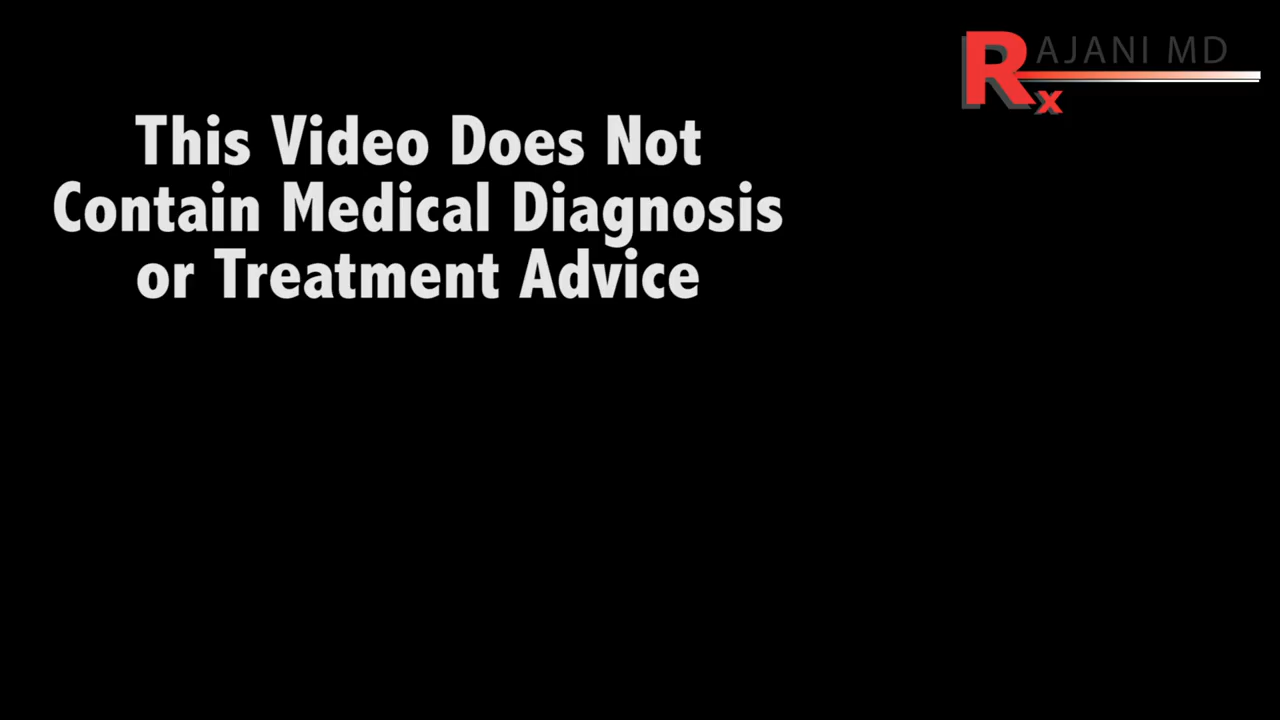 RAJANI MD
x
This Video Does Not
Contain Medical Diagnosis
or Treatment Advice